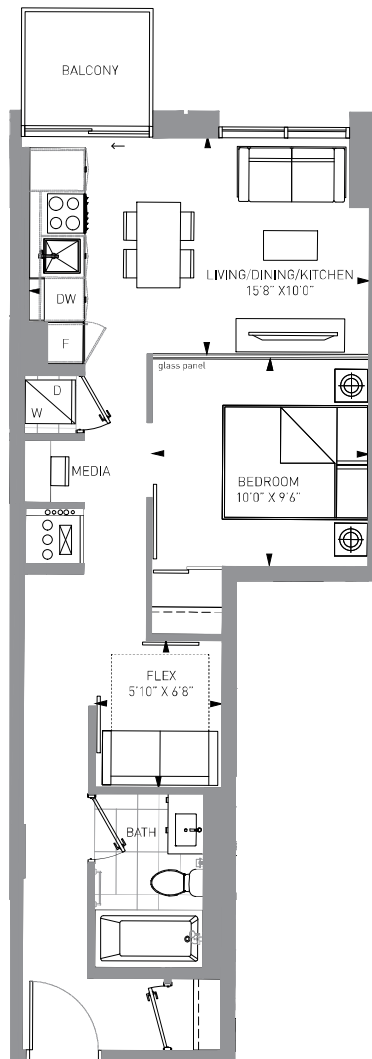 BALCONY
←
LIVING/DINING/KITCHEN
15'8" X10'0"
DW
F
glass panel
D
W
MEDIA
BEDROOM
10'0" X 9'6"
FLEX
5'10" X 6'8"
BATH